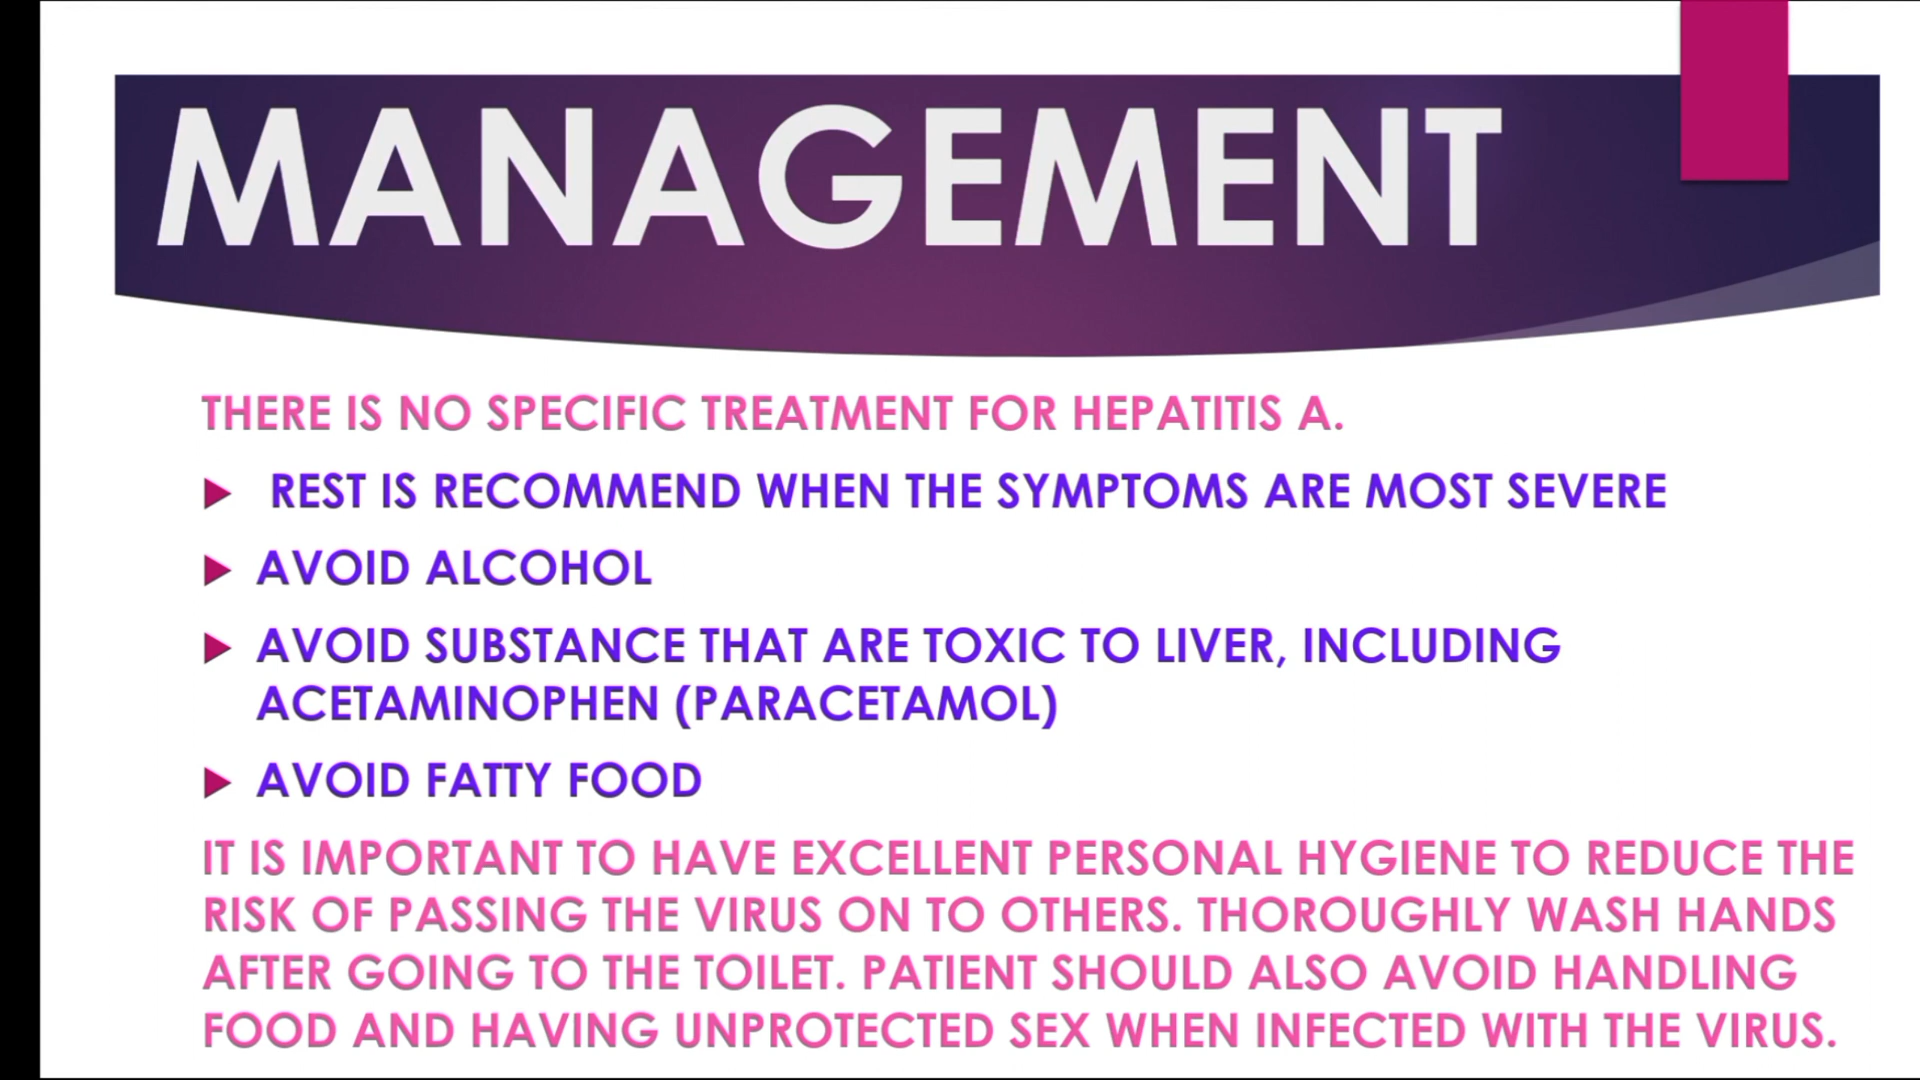 MANAGEMENT
THERE IS NO SPECIFIC TREATMENT FOR HEPATITIS A.
REST IS RECOMMEND WHEN THE SYMPTOMS ARE MOST SEVERE
AVOID ALCOHOL
AVOID SUBSTANCE THAT ARE TOXIC TO LIVER, INCLUDING
ACETAMINOPHEN (PARACETAMOL)
AVOID FATTY FOOD
IT IS IMPORTANT TO HAVE EXCELLENT PERSONAL HYGIENE TO REDUCE THE
RISK OF PASSING THE VIRUS ON TO OTHERS. THOROUGHLY WASH HANDS
AFTER GOING TO THE TOILET. PATIENT SHOULD ALSO AVOID HANDLING
FOOD AND HAVING UNPROTECTED SEX WHEN INFECTED WITH THE VIRUS.